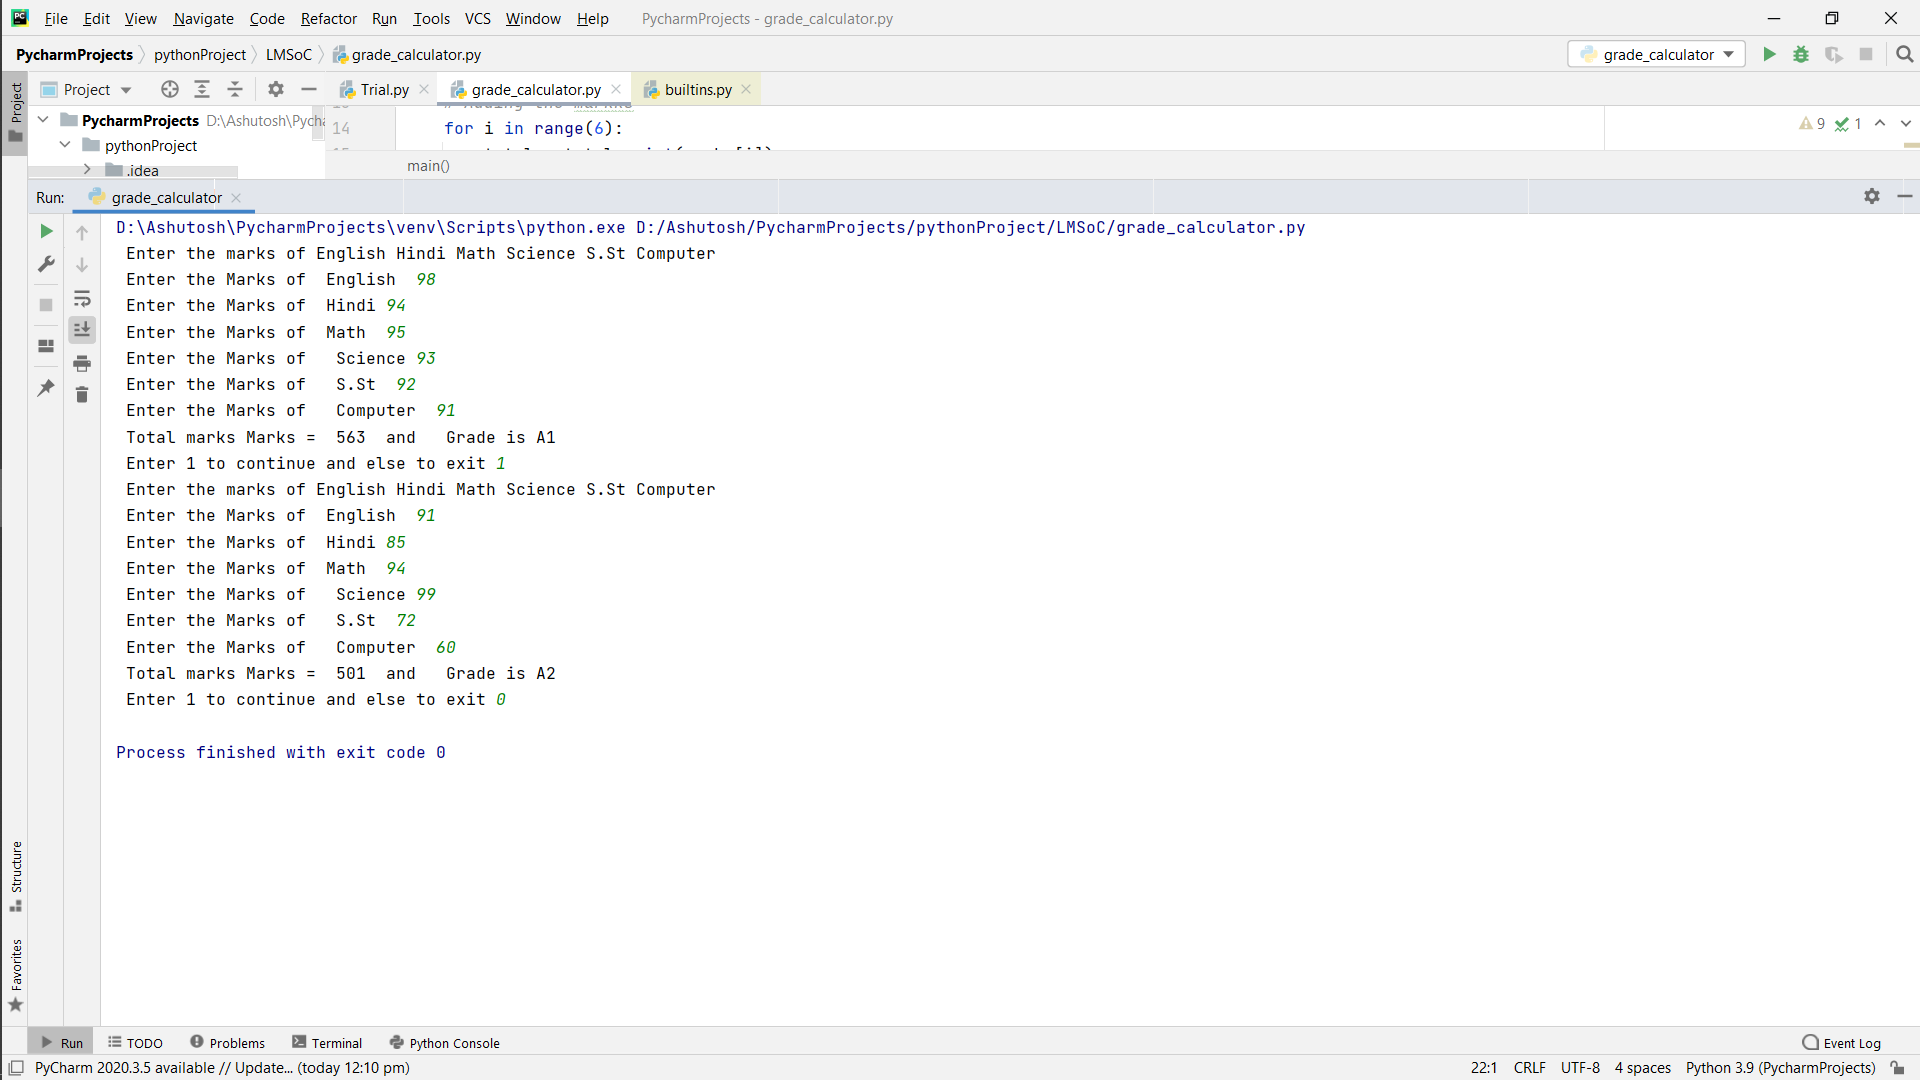 File Edit View Navigate Code Refactor Run Tools VCS Window Help PycharmProjects - grade_calculator.py
PycharmProjects pythonProject LMSoC grade_calculator.py grade_calculator
Project Project Trial.py grade_calculator.py builtins.py
PycharmProjects D:\Ashutosh\Pycha
pythonProject
.idea
14 for i in range(6):
9 1
main()
Run: grade_calculator
D:\Ashutosh\PycharmProjects\venv\Scripts\python.exe D:/Ashutosh/PycharmProjects/pythonProject/LMSoC/grade_calculator.py
Enter the marks of English Hindi Math Science S.St Computer
Enter the Marks of  English  98
Enter the Marks of  Hindi 94
Enter the Marks of  Math  95
Enter the Marks of   Science 93
Enter the Marks of   S.St  92
Enter the Marks of   Computer  91
Total marks Marks =  563  and   Grade is A1
Enter 1 to continue and else to exit 1
Enter the marks of English Hindi Math Science S.St Computer
Enter the Marks of  English  91
Enter the Marks of  Hindi 85
Enter the Marks of  Math  94
Enter the Marks of   Science 99
Enter the Marks of   S.St  72
Enter the Marks of   Computer  60
Total marks Marks =  501  and   Grade is A2
Enter 1 to continue and else to exit 0
Process finished with exit code 0
Structure
Favorites
Run TODO Problems Terminal Python Console Event Log
PyCharm 2020.3.5 available // Update... (today 12:10 pm) 22:1 CRLF UTF-8 4 spaces Python 3.9 (PycharmProjects)